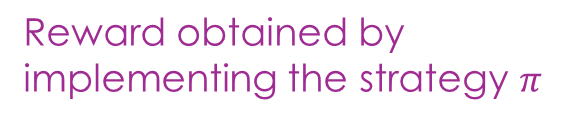 Reward obtained by
implementing the strategy π